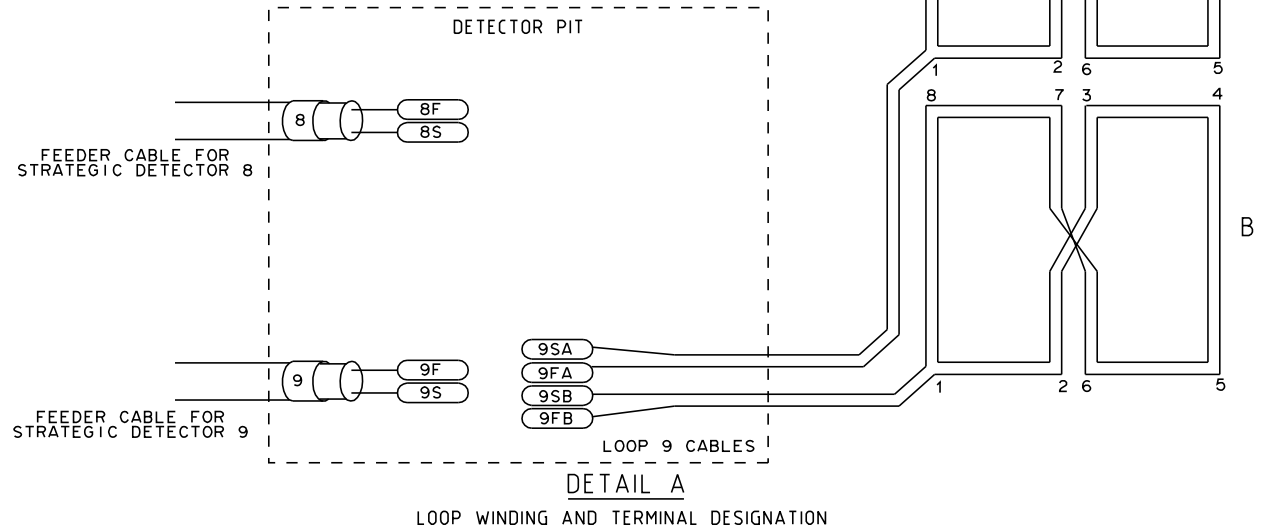 DETECTOR PIT
1
2 6
5
8
7 3
4
8
8F
8S
FEEDER CABLE FOR
STRATEGIC DETECTOR 8
B
9
9F
9S
9SA
9FA
9SB
9FB
1
2 6
5
FEEDER CABLE FOR
STRATEGIC DETECTOR 9
LOOP 9 CABLES
DETAIL A
LOOP WINDING AND TERMINAL DESIGNATION